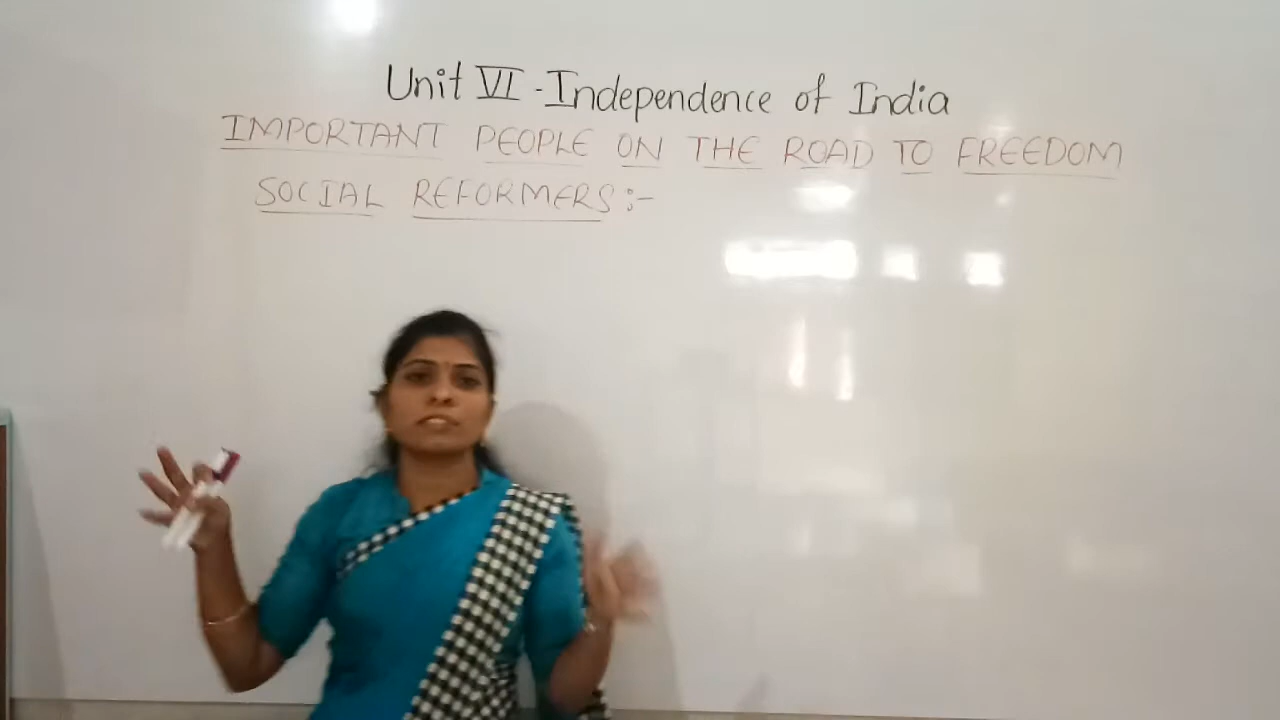 Unit VI - Independence of India
IMPORTANT PEOPLE ON THE ROAD TO FREEDOM
SOCIAL REFORMERS :-